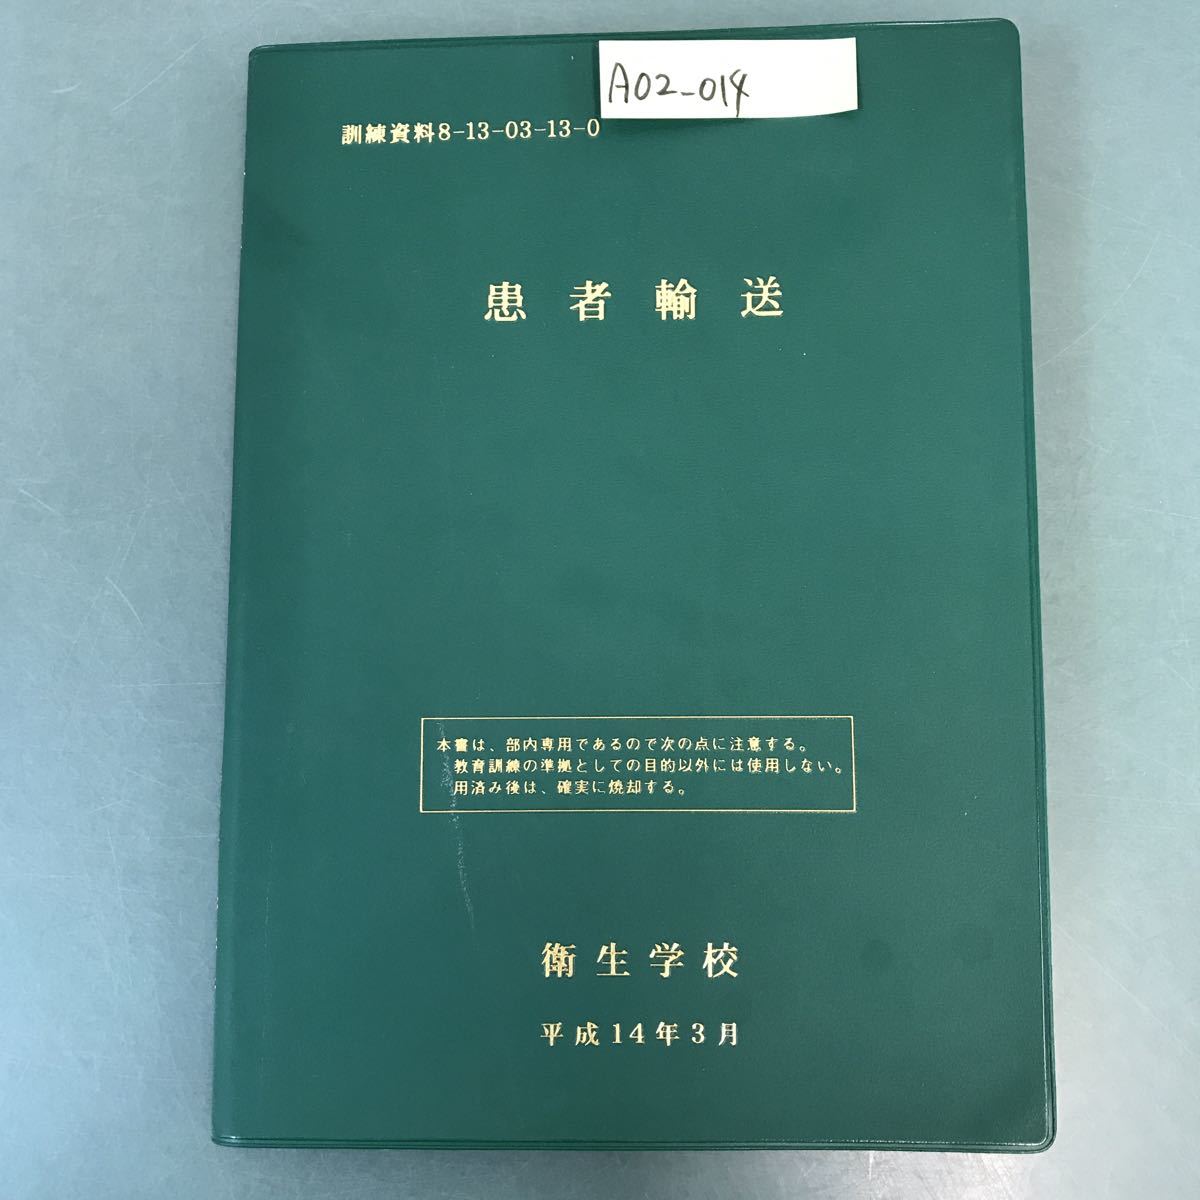 A02-014
訓練資料8-13-03-13-0
患者輸送
本書は、部内専用であるので次の点に注意する。
教育訓練の準拠としての目的以外には使用しない。
用済み後は、確実に焼却する。
衛生学校
平成14年3月